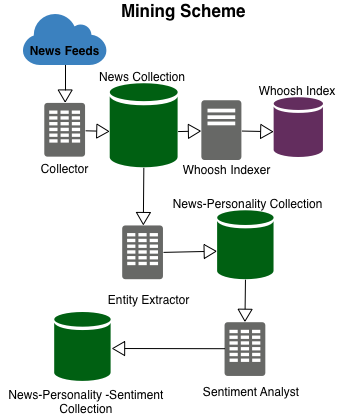 Mining Scheme
News Feeds
News Collection
Whoosh Index
Collector
Whoosh Indexer
News-Personality Collection
Entity Extractor
Sentiment Analyst
News-Personality -Sentiment
Collection